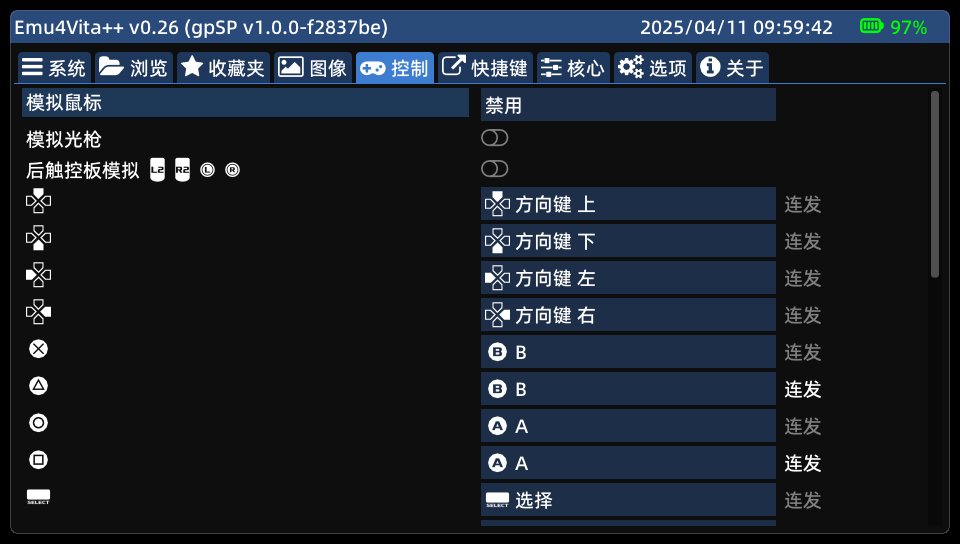 Emu4Vita++ v0.26 (gpSP v1.0.0-f2837be) 2025/04/11 09:59:42 97%
系统 浏览 收藏夹 图像 控制 快捷键 核心 选项 关于
模拟鼠标 禁用
模拟光枪
后触控板模拟 L2 R2 L R
方向键 上 连发
方向键 下 连发
方向键 左 连发
方向键 右 连发
B B 连发
B B 连发
A A 连发
A A 连发
SELECT SELECT 选择 连发